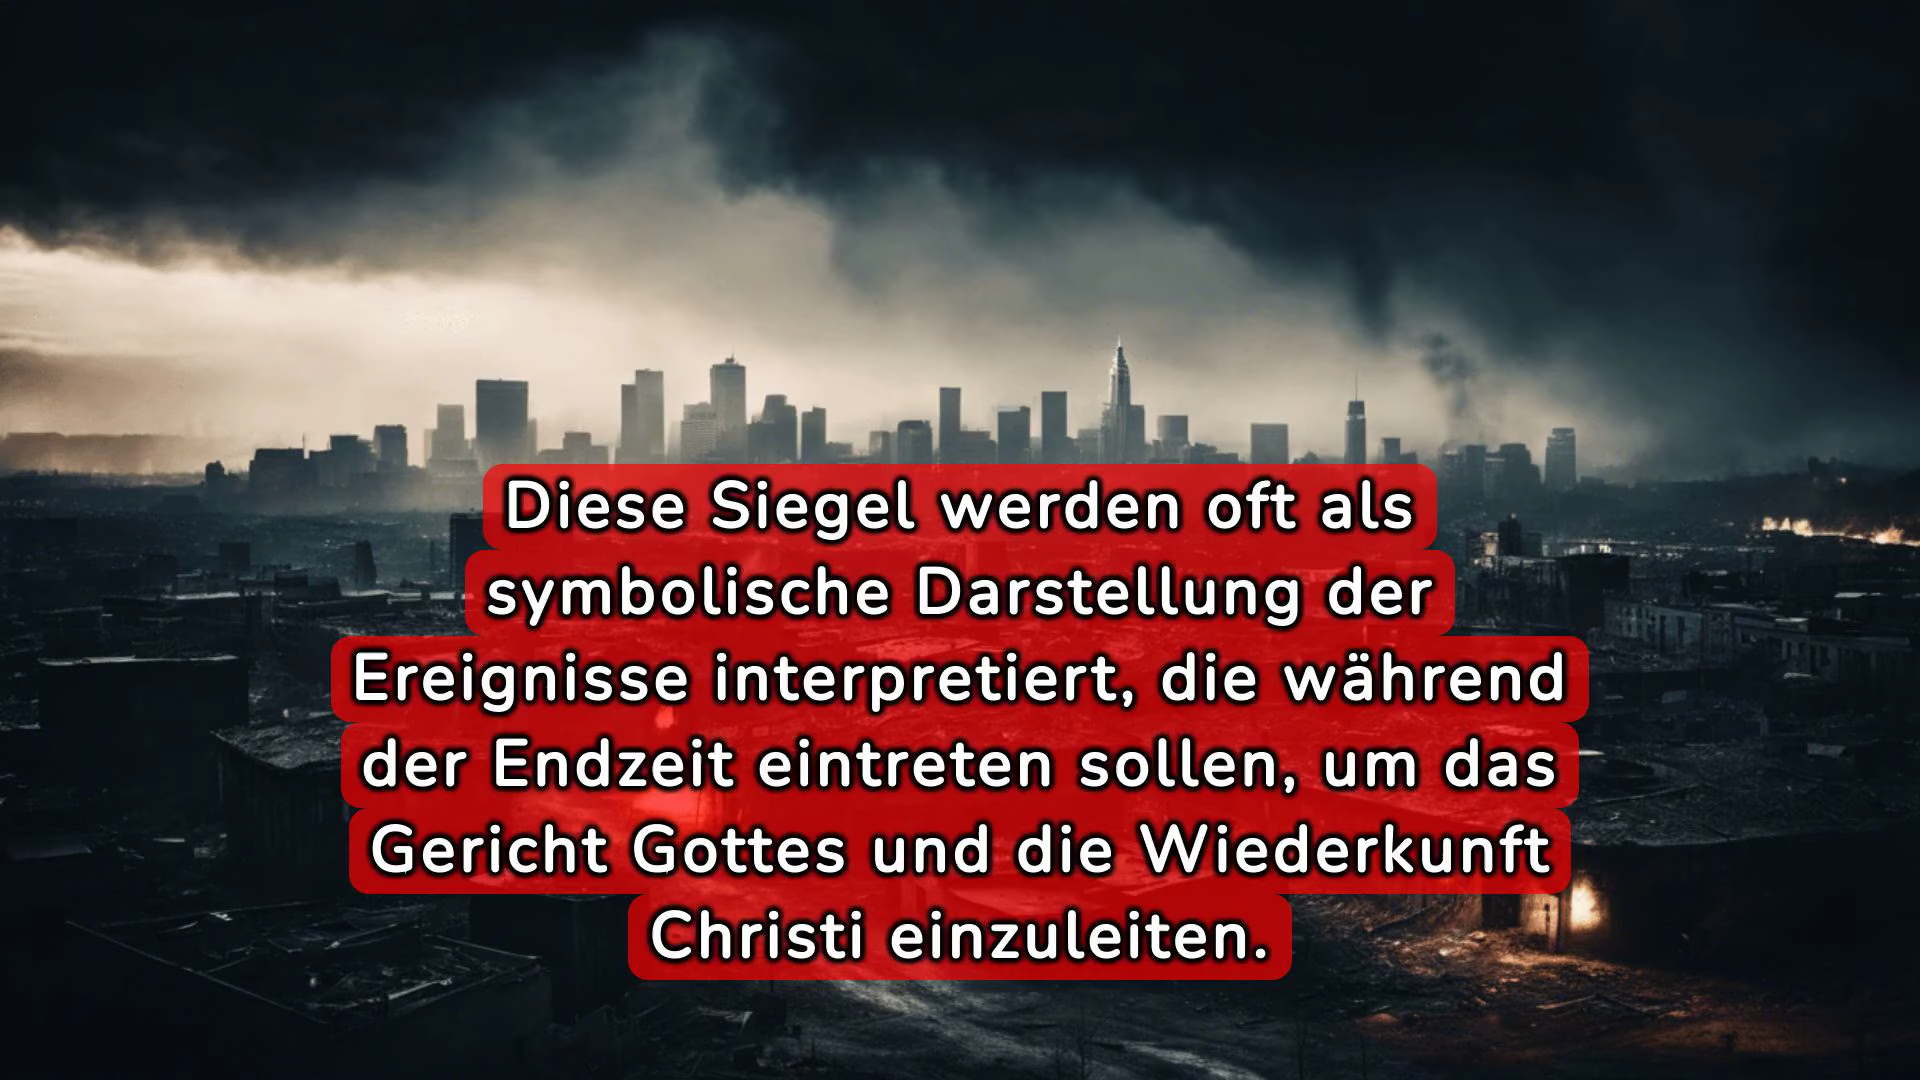 Diese Siegel werden oft als
symbolische Darstellung der
Ereignisse interpretiert, die während
der Endzeit eintreten sollen, um das
Gericht Gottes und die Wiederkunft
Christi einzuleiten.